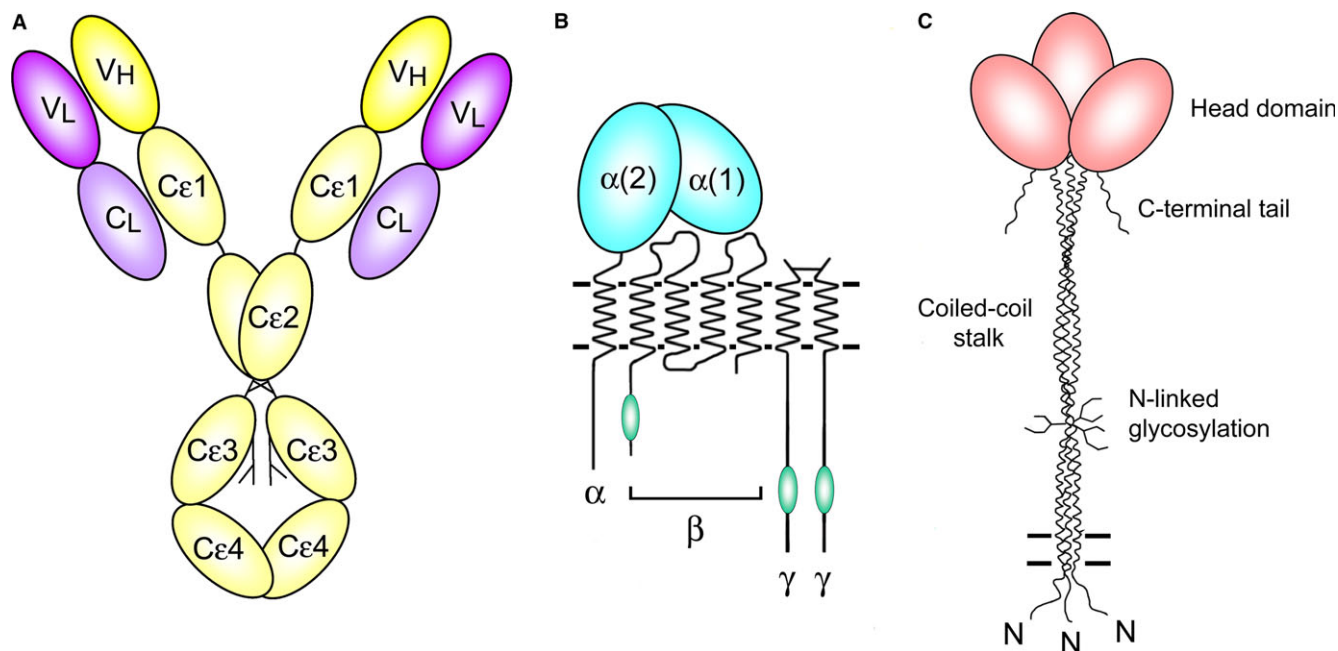 A
VH
VL
Cε1
CL
VH
VL
Cε1
CL
Cε2
Cε3
Cε3
Cε4
Cε4
B
α(2)
α(1)
α
β
γ
γ
C
Head domain
C-terminal tail
Coiled-coil
stalk
N-linked
glycosylation
N
N
N